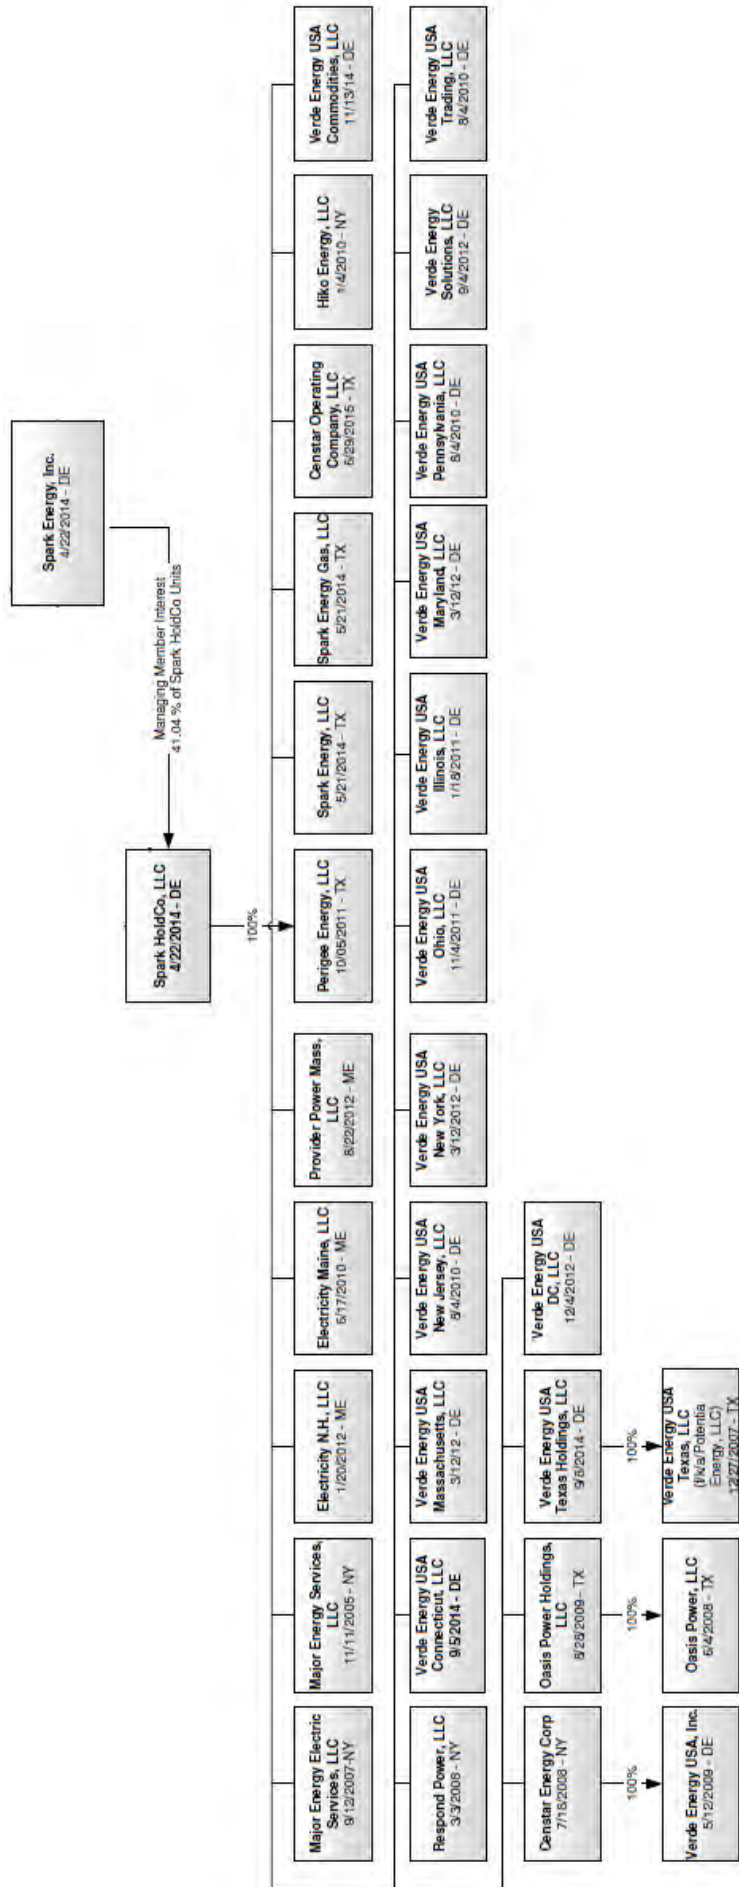 Spark Energy, Inc.
4/22/2014 - DE
Managing Member Interest
41.04 % of Spark HoldCo Units
Spark HoldCo, LLC
4/22/2014 - DE
100%
Major Energy Electric
Services, LLC
9/12/2007-NY
Major Energy Services,
LLC
11/11/2005 - NY
Electricity N.H., LLC
1/20/2012 - ME
Electricity Maine, LLC
5/17/2010 - ME
Provider Power Mass,
LLC
8/22/2012 - ME
Perigee Energy, LLC
10/05/2011 - TX
Spark Energy, LLC
5/21/2014 - TX
Spark Energy Gas, LLC
5/21/2014 - TX
Censtar Operating
Company, LLC
5/29/2015 - TX
Hiko Energy, LLC
1/4/2010 - NY
Verde Energy USA
Commodities, LLC
11/13/14 - DE
Respond Power, LLC
3/3/2008 - NY
Verde Energy USA
Connecticut, LLC
9/5/2014 - DE
Verde Energy USA
Massachusetts, LLC
3/12/12 - DE
Verde Energy USA
New Jersey, LLC
8/4/2010 - DE
Verde Energy USA
New York, LLC
3/12/2012 - DE
Verde Energy USA
Ohio, LLC
11/4/2011 - DE
Verde Energy USA
Illinois, LLC
1/18/2011 - DE
Verde Energy USA
Maryland, LLC
3/12/12 - DE
Verde Energy USA
Pennsylvania, LLC
8/4/2010 - DE
Verde Energy
Solutions, LLC
9/4/2012 - DE
Verde Energy USA
Trading, LLC
8/4/2010 - DE
Censtar Energy Corp
7/18/2008 - NY
Oasis Power Holdings,
LLC
8/26/2009 - TX
Verde Energy USA
Texas Holdings, LLC
9/8/2014 - DE
Verde Energy USA
DC, LLC
12/4/2012 - DE
100%
100%
100%
Verde Energy USA, Inc.
5/12/2009 - DE
Oasis Power, LLC
6/4/2008 - TX
Verde Energy USA
Texas, LLC
(f/k/a/Potentia
Energy, LLC)
12/27/2007 - TX